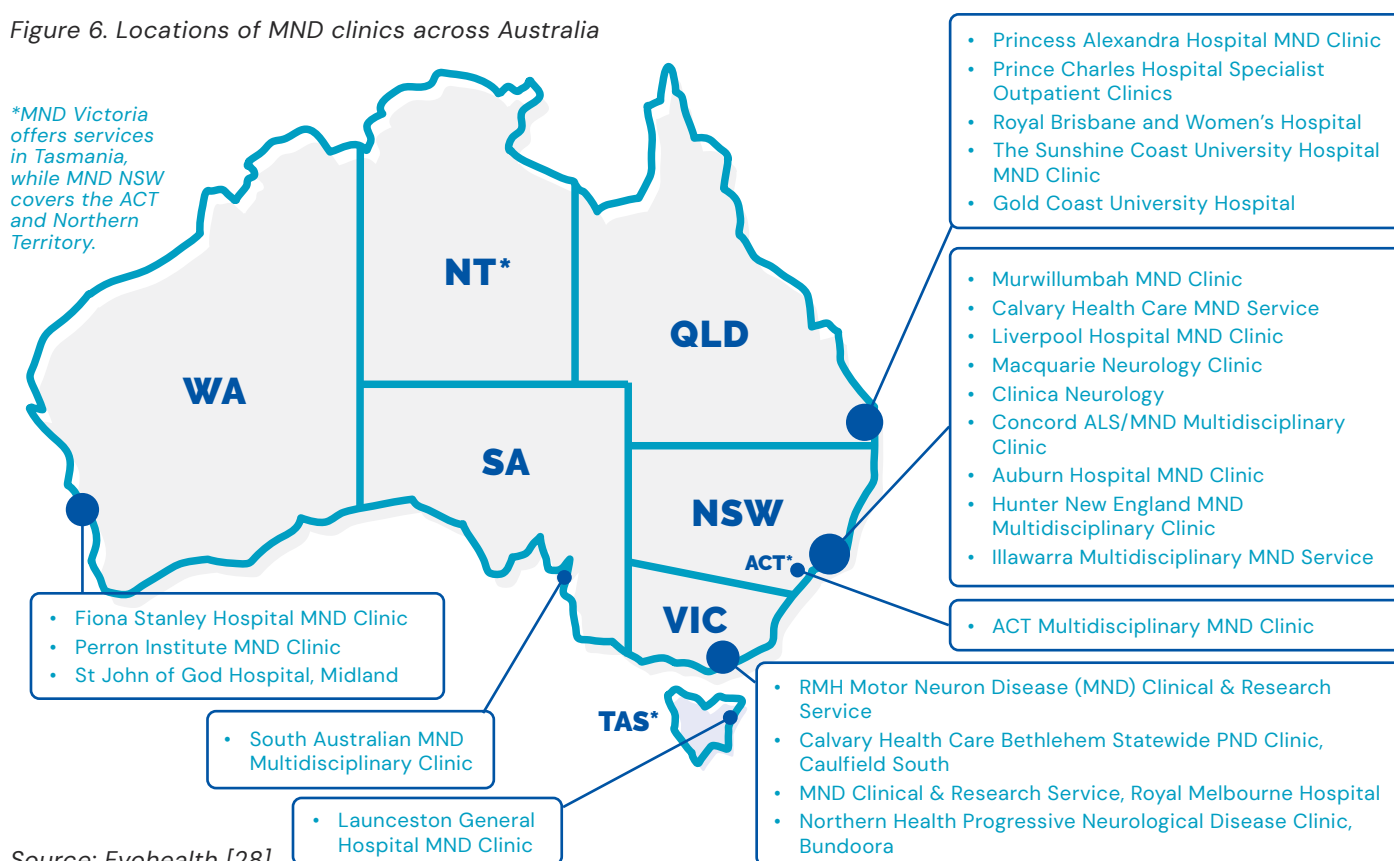 Figure 6. Locations of MND clinics across Australia
*MND Victoria
offers services
in Tasmania,
while MND NSW
covers the ACT
and Northern
Territory.
WA
NT*
QLD
SA
NSW
ACT*
VIC
TAS*
• Princess Alexandra Hospital MND Clinic
• Prince Charles Hospital Specialist
Outpatient Clinics
• Royal Brisbane and Women's Hospital
• The Sunshine Coast University Hospital
MND Clinic
• Gold Coast University Hospital
• Murwillumbah MND Clinic
• Calvary Health Care MND Service
• Liverpool Hospital MND Clinic
• Macquarie Neurology Clinic
• Clinica Neurology
• Concord ALS/MND Multidisciplinary
Clinic
• Auburn Hospital MND Clinic
• Hunter New England MND
Multidisciplinary Clinic
• Illawarra Multidisciplinary MND Service
• ACT Multidisciplinary MND Clinic
• Fiona Stanley Hospital MND Clinic
• Perron Institute MND Clinic
• St John of God Hospital, Midland
• South Australian MND
Multidisciplinary Clinic
• Launceston General
Hospital MND Clinic
• RMH Motor Neuron Disease (MND) Clinical & Research
Service
• Calvary Health Care Bethlehem Statewide PND Clinic,
Caulfield South
• MND Clinical & Research Service, Royal Melbourne Hospital
• Northern Health Progressive Neurological Disease Clinic,
Bundoora
Source: Evohealth [28]